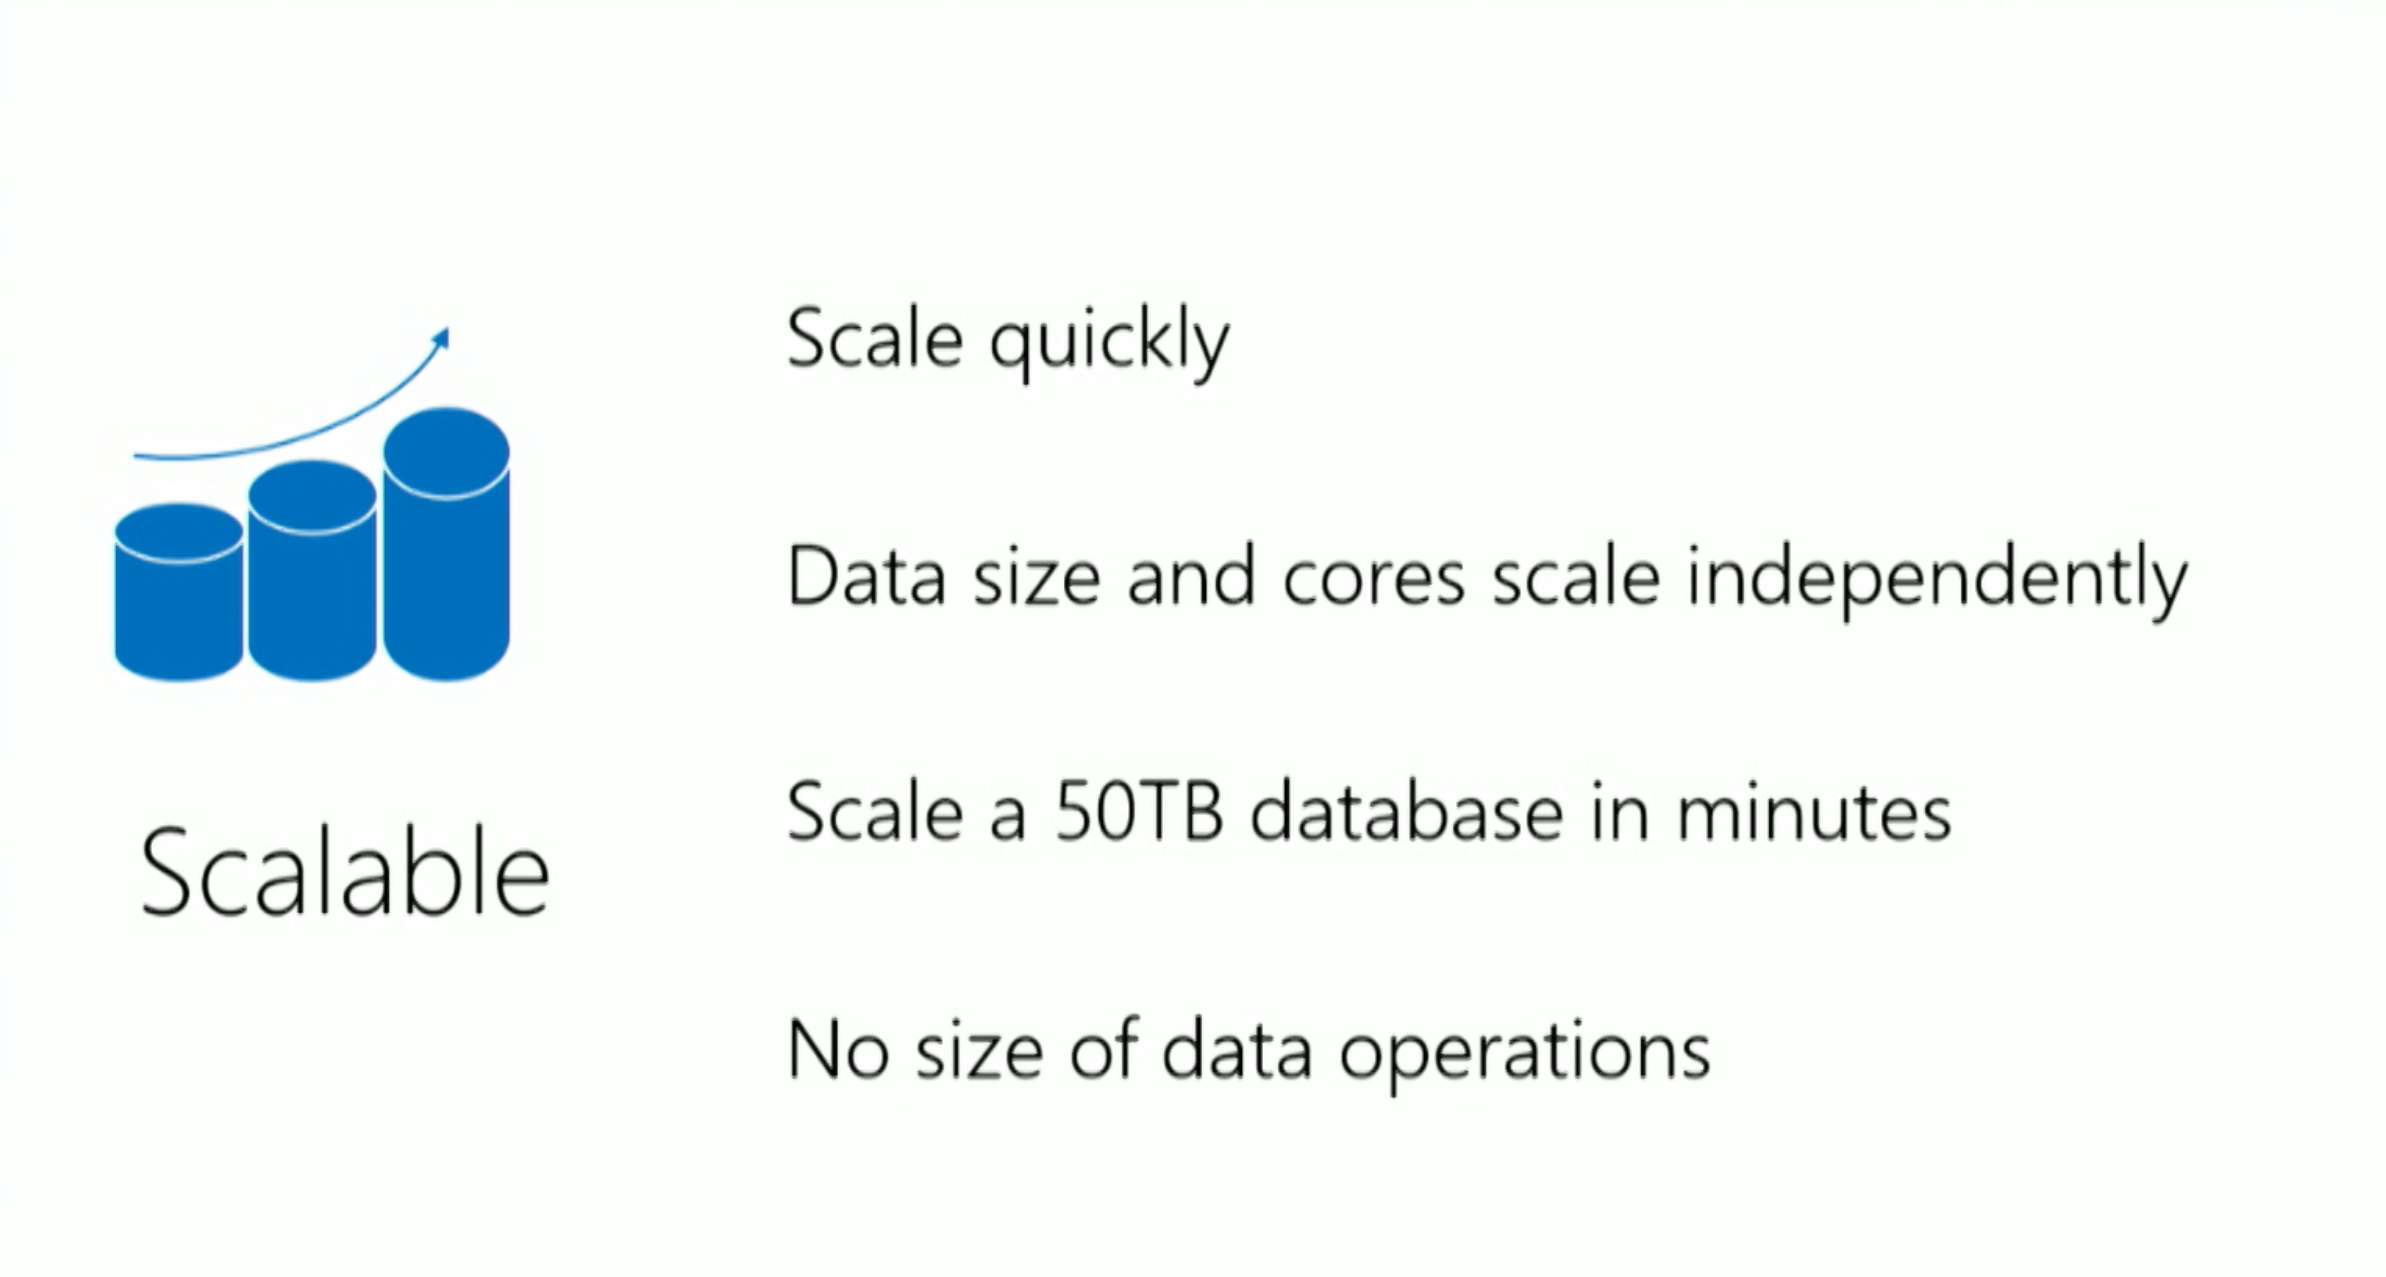 Scalable
Scale quickly
Data size and cores scale independently
Scale a 50TB database in minutes
No size of data operations